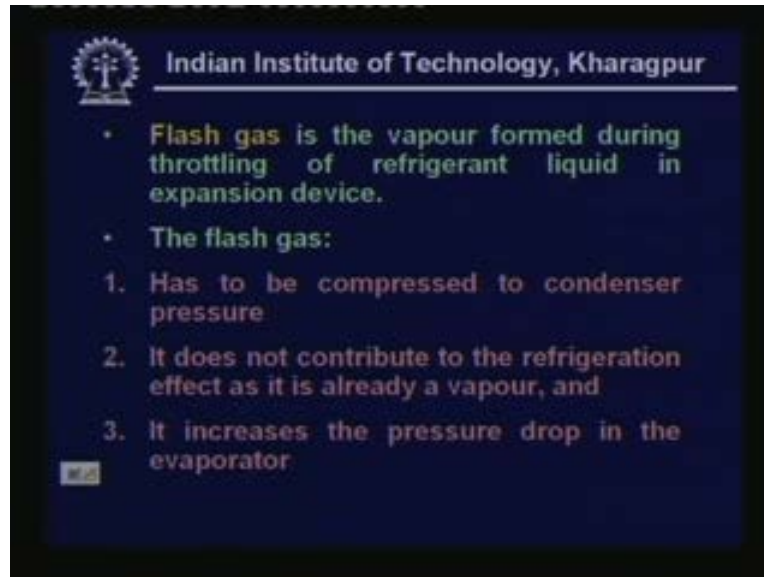 Indian Institute of Technology, Kharagpur
• Flash gas is the vapour formed during
throttling of refrigerant liquid in
expansion device.
• The flash gas:
1. Has to be compressed to condenser
pressure
2. It does not contribute to the refrigeration
effect as it is already a vapour, and
3. It increases the pressure drop in the
evaporator